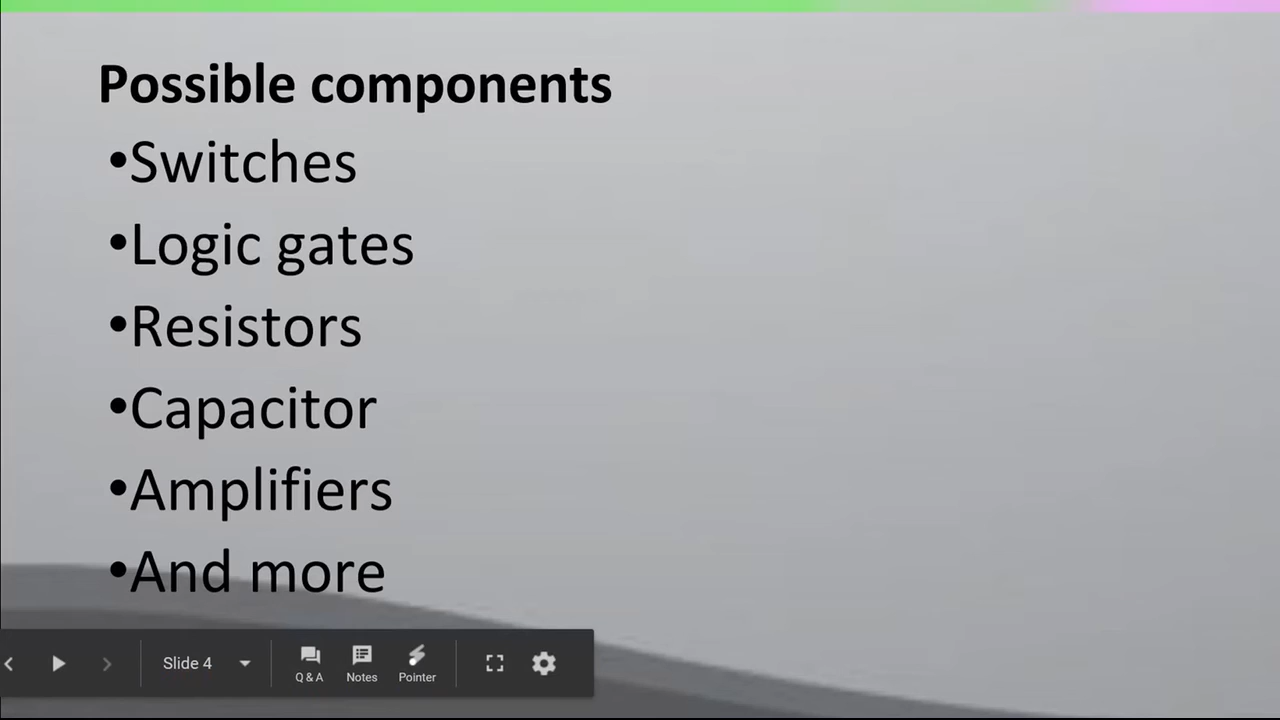 Possible components
•Switches
•Logic gates
•Resistors
•Capacitor
•Amplifiers
•And more
Slide 4
Q & A
Notes
Pointer